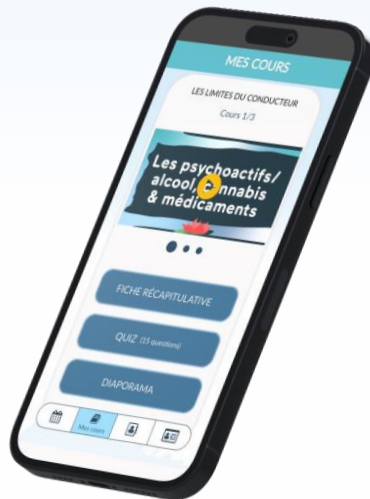 MES COURS
LES LIMITES DU CONDUCTEUR
Cours 1/3
Les psychoactifs/
alcool, cannabis
& médicaments
FICHE RÉCAPITULATIVE
QUIZ (15 questions)
DIAPORAMA
Mes cours